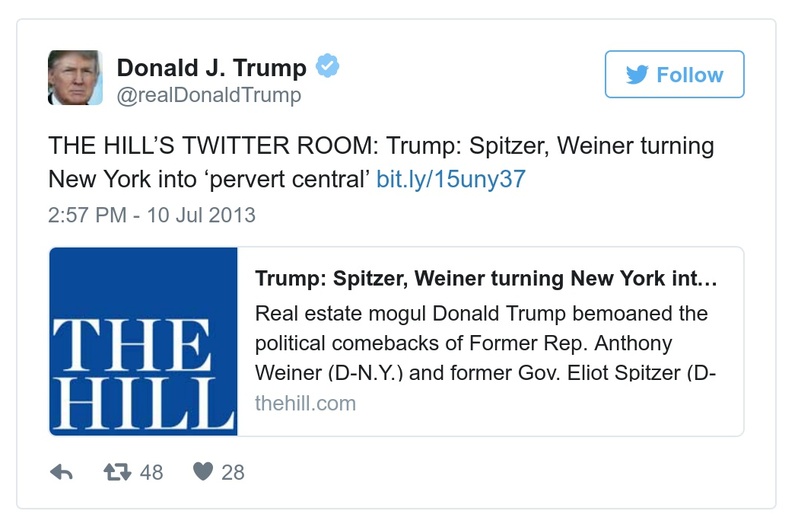 Donald J. Trump
@realDonaldTrump
Follow
THE HILL’S TWITTER ROOM: Trump: Spitzer, Weiner turning
New York into ‘pervert central’ bit.ly/15uny37
2:57 PM - 10 Jul 2013
THE
HILL
Trump: Spitzer, Weiner turning New York int…
Real estate mogul Donald Trump bemoaned the
political comebacks of Former Rep. Anthony
Weiner (D-N.Y.) and former Gov. Eliot Spitzer (D-
thehill.com
48 28